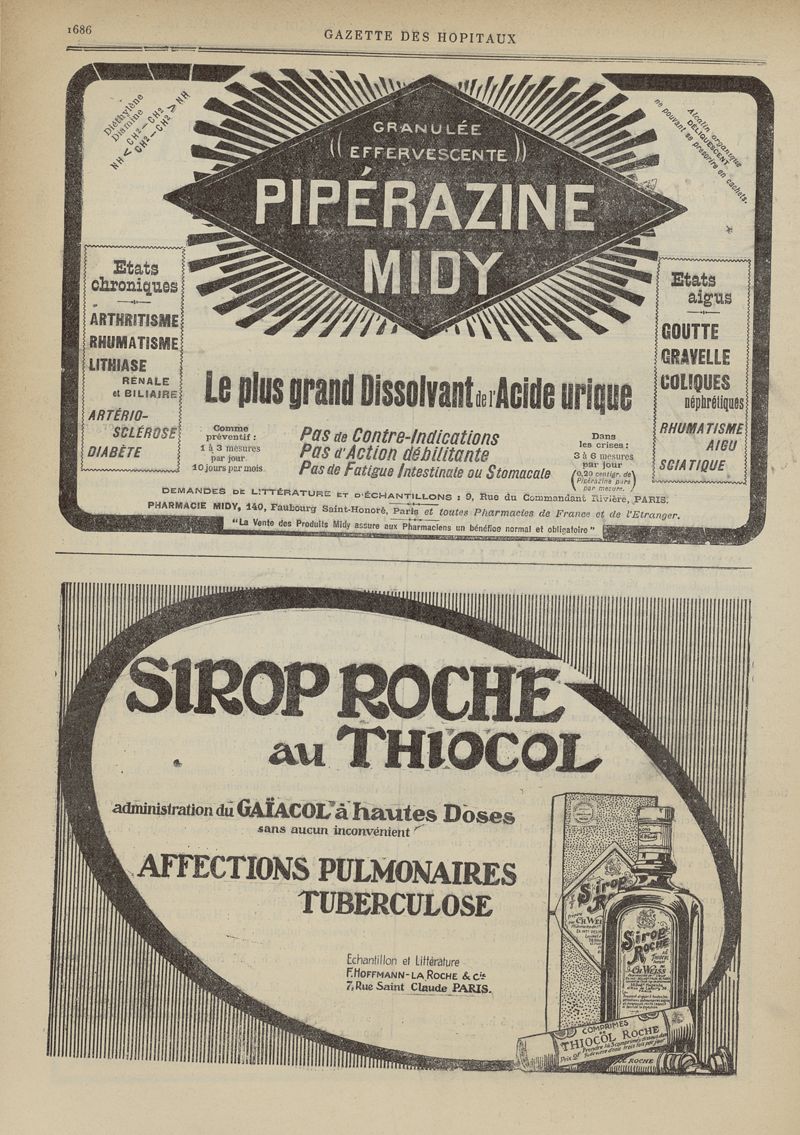 1686
GAZETTE DES HOPITAUX
Diéthylène
Diamine
NH < CH2 — CH2 > NH
CH2 — CH2
Alcalin organique
DÉLIQUESCENT
ne pouvant se prescrire en cachets.
GRANULÉE
(( EFFERVESCENTE ))
PIPÉRAZINE
MIDY
Etats
chroniques
ARTHRITISME
RHUMATISME
LITHIASE
RÉNALE
et BILIAIRE
ARTÉRIO-
SCLÉROSE
DIABÈTE
Etats
aigus
GOUTTE
GRAVELLE
COLIQUES
néphrétiques
RHUMATISME
AIGU
SCIATIQUE
Le plus grand Dissolvant de l'Acide urique
Comme
préventif :
1 à 3 mesures
par jour
10 jours par mois
Pas de Contre-Indications
Pas d'Action débilitante
Pas de Fatigue Intestinale ou Stomacale
Dans
les crises :
3 à 6 mesures
par jour
(0,20 centigr. de
Pipérazine pure
par mesure.)
DEMANDES DE LITTÉRATURE ET D'ÉCHANTILLONS : 9, Rue du Commandant Rivière, PARIS.
PHARMACIE MIDY, 140, Faubourg Saint-Honoré, Paris et toutes Pharmacies de France et de l'Etranger.
"La Vente des Produits Midy assure aux Pharmaciens un bénéfice normal et obligatoire"
SIROP ROCHE
au THIOCOL
administration du GAÏACOL à hautes Doses
sans aucun inconvénient
AFFECTIONS PULMONAIRES
TUBERCULOSE
Echantillon et Littérature
F. HOFFMANN-LA ROCHE & Cie
7, Rue Saint Claude PARIS.
Sirop
Sirop
ROCHE
CH. WEISS
COMPRIMÉS
DE
THIOCOL ROCHE
ROCHE